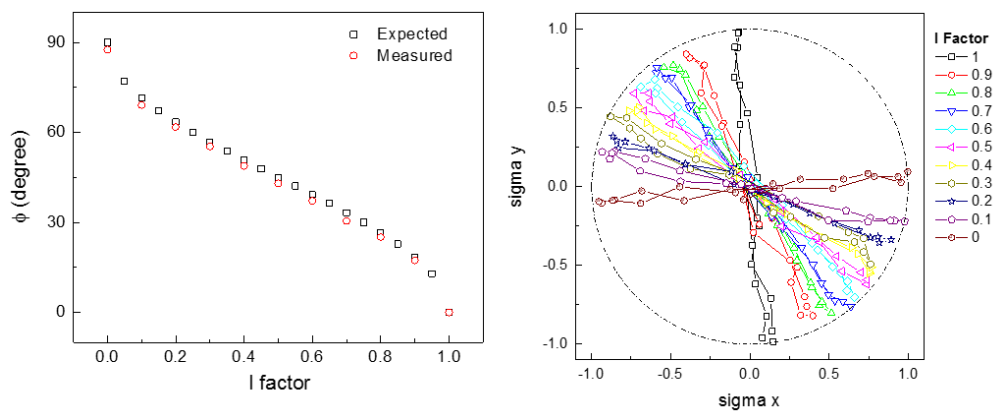 Expected
Measured
90
60
30
0
ϕ (degree)
0.0 0.2 0.4 0.6 0.8 1.0
I factor
1.0
0.5
0.0
-0.5
-1.0
sigma y
-1.0 -0.5 0.0 0.5 1.0
sigma x
I Factor
1
0.9
0.8
0.7
0.6
0.5
0.4
0.3
0.2
0.1
0